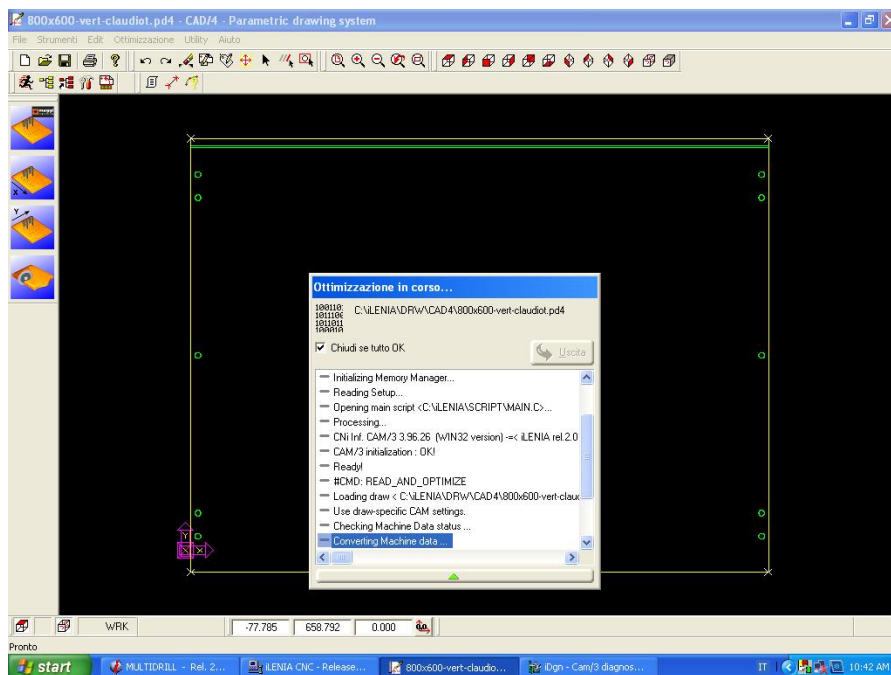 800x600-vert-claudiot.pd4 - CAD/4 - Parametric drawing system
File Strumenti Edit Ottimizzazione Utility Aiuto
X
Y
Ottimizzazione in corso...
C:\iLENIA\DRW\CAD4\800x600-vert-claudiot.pd4
Chiudi se tutto OK
Uscita
Initializing Memory Manager...
Reading Setup...
Opening main script <C:\iLENIA\SCRIPT\MAIN.C>...
Processing...
CNi Inf. CAM/3 3.96.26 (WIN32 version) -=< iLENIA rel.2.0
CAM/3 initialization : OK!
Ready!
#CMD: READ_AND_OPTIMIZE
Loading draw < C:\iLENIA\DRW\CAD4\800x600-vert-claud
Use draw-specific CAM settings.
Checking Machine Data status ...
Converting Machine data ...
Y
X
WRK -77.785 658.792 0.000
Pronto
start MULTIDRILL - Rel. 2... iLENIA CNC - Release... 800x600-vert-claudio... iDgn - Cam/3 diagnos... IT 10:42 AM